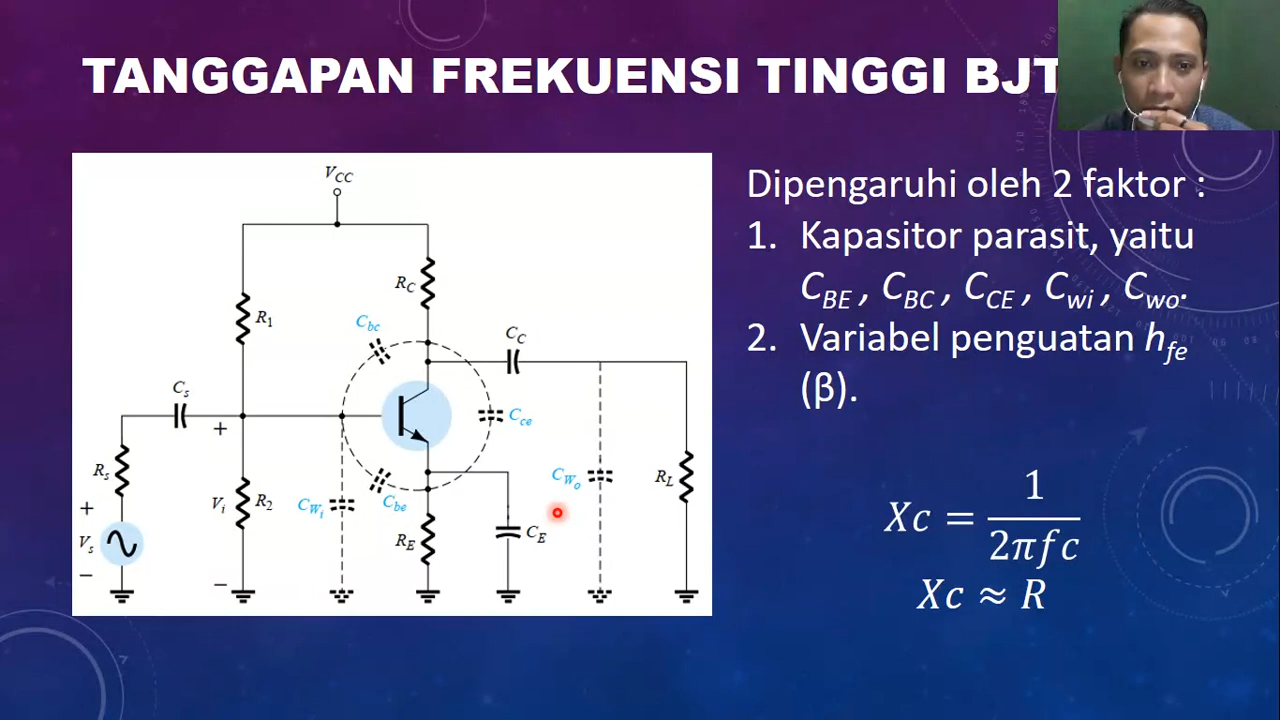 TANGGAPAN FREKUENSI TINGGI BJT
V_CC
R_C
R_1
C_bc
C_C
C_s
+
C_ce
R_s
V_i
R_2
C_Wi
C_be
C_Wo
R_L
+
V_s
R_E
C_E
−
−
Dipengaruhi oleh 2 faktor :
1. Kapasitor parasit, yaitu
C_BE , C_BC , C_CE , C_wi , C_wo.
2. Variabel penguatan h_fe
(β).
Xc = 1/(2πfc)
Xc ≈ R